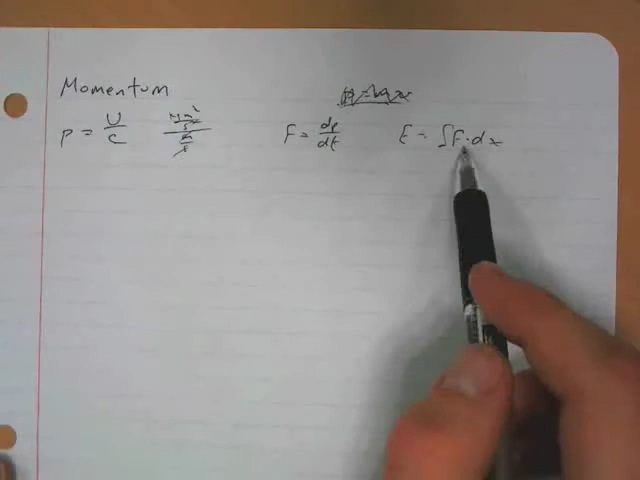 Momentum
p = U/C F = dp/dt E = ∫F·dx